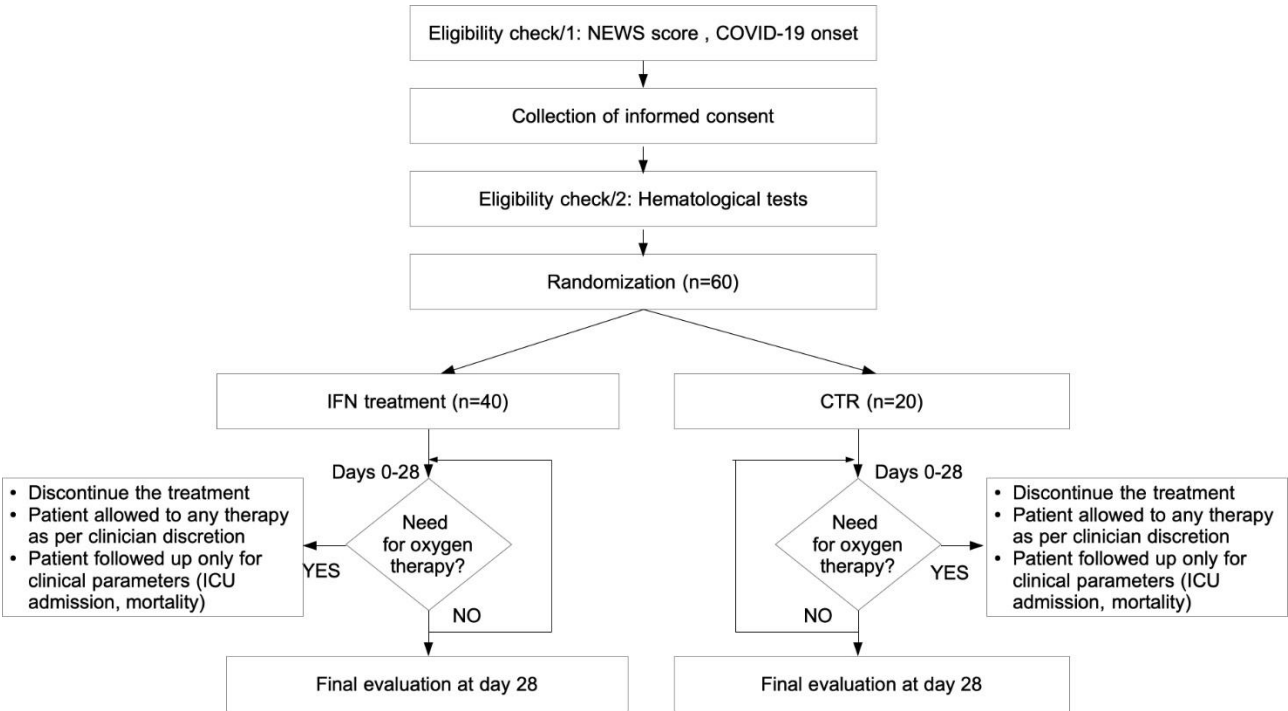 Eligibility check/1: NEWS score , COVID-19 onset
Collection of informed consent
Eligibility check/2: Hematological tests
Randomization (n=60)
IFN treatment (n=40)
CTR (n=20)
Days 0-28
Need
for oxygen
therapy?
YES
NO
• Discontinue the treatment
• Patient allowed to any therapy
as per clinician discretion
• Patient followed up only for
clinical parameters (ICU
admission, mortality)
Final evaluation at day 28
Days 0-28
Need
for oxygen
therapy?
YES
NO
• Discontinue the treatment
• Patient allowed to any therapy
as per clinician discretion
• Patient followed up only for
clinical parameters (ICU
admission, mortality)
Final evaluation at day 28